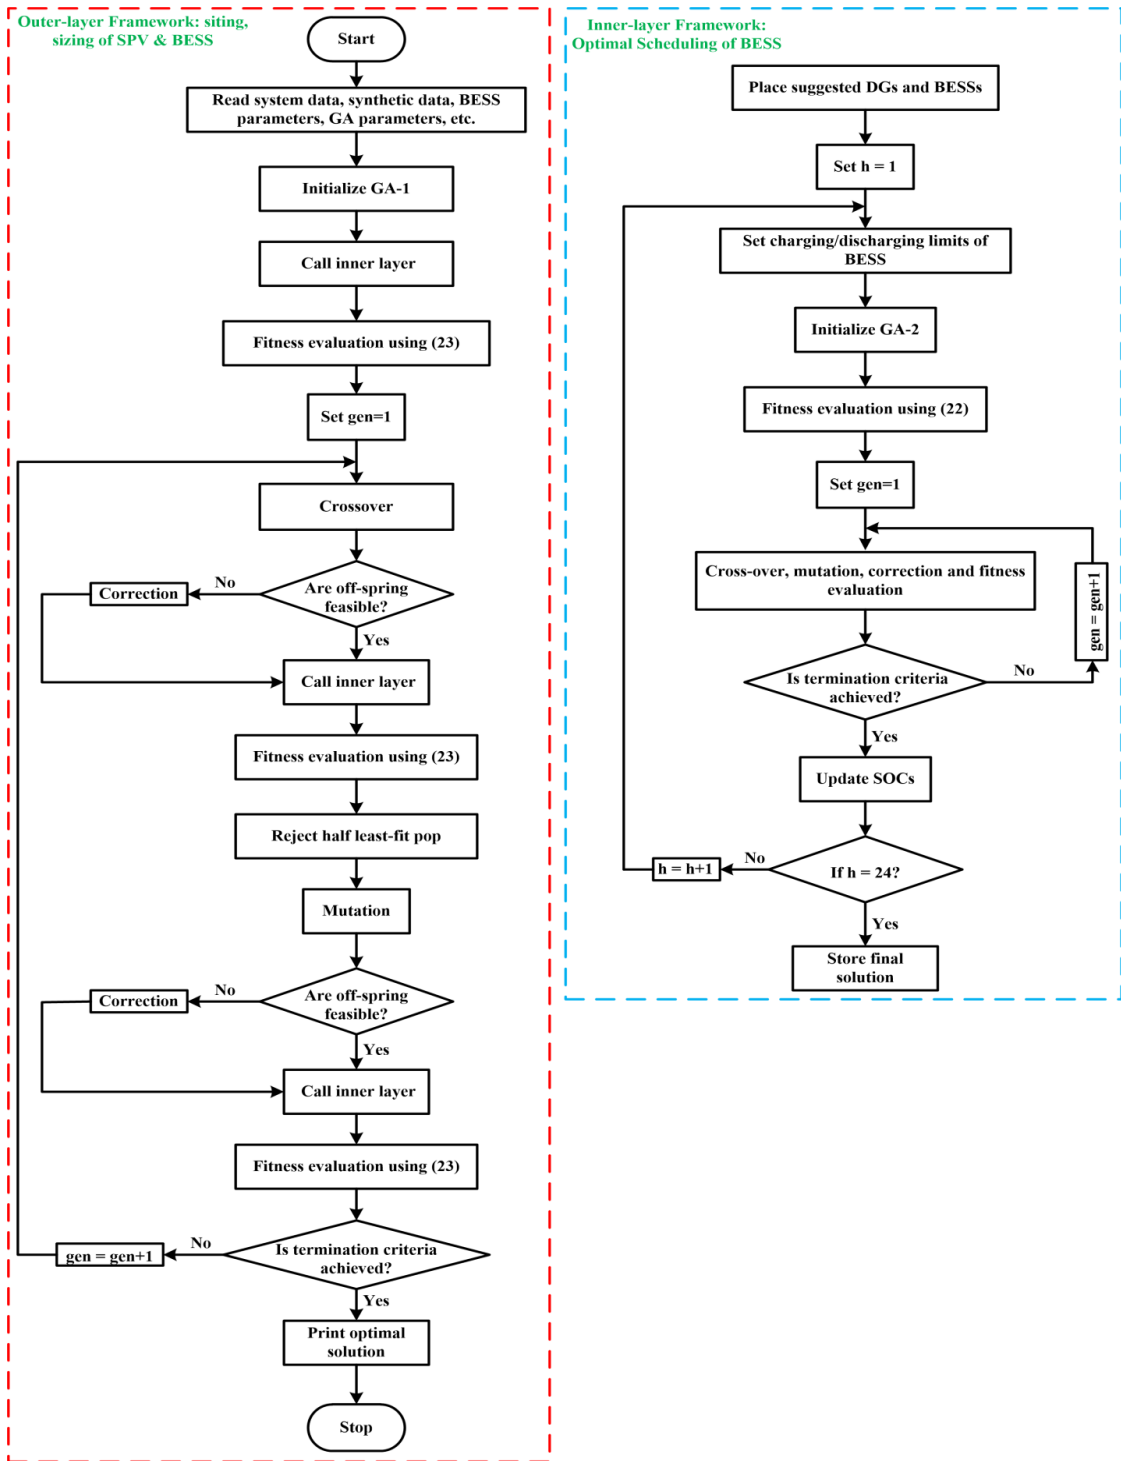 Outer-layer Framework: siting,
sizing of SPV & BESS
Start
Read system data, synthetic data, BESS
parameters, GA parameters, etc.
Initialize GA-1
Call inner layer
Fitness evaluation using (23)
Set gen=1
Crossover
Are off-spring
feasible?
No
Correction
Yes
Call inner layer
Fitness evaluation using (23)
Reject half least-fit pop
Mutation
Are off-spring
feasible?
No
Correction
Yes
Call inner layer
Fitness evaluation using (23)
Is termination criteria
achieved?
No
gen = gen+1
Yes
Print optimal
solution
Stop
Inner-layer Framework:
Optimal Scheduling of BESS
Place suggested DGs and BESSs
Set h = 1
Set charging/discharging limits of
BESS
Initialize GA-2
Fitness evaluation using (22)
Set gen=1
Cross-over, mutation, correction and fitness
evaluation
Is termination criteria
achieved?
No
gen = gen+1
Yes
Update SOCs
If h = 24?
No
h = h+1
Yes
Store final
solution